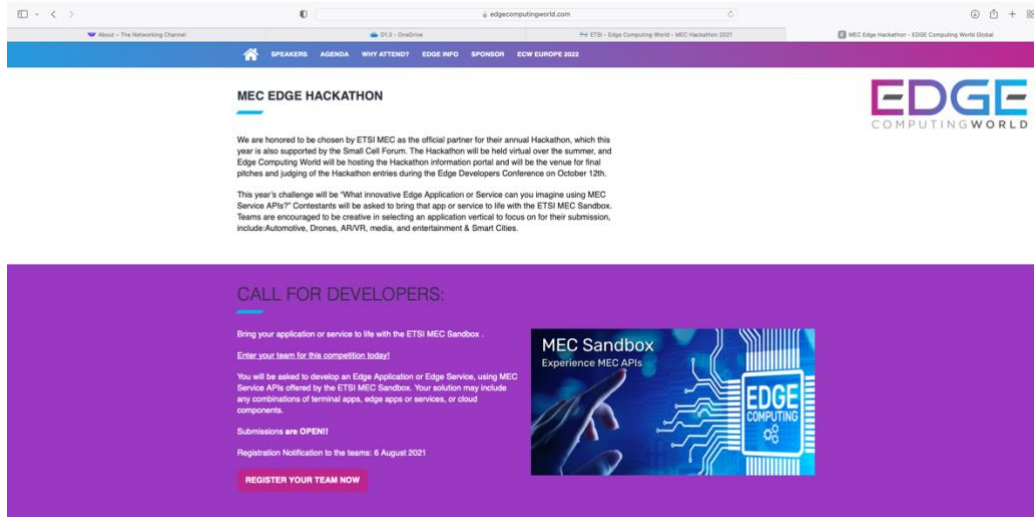 edgecomputingworld.com
About - The Networking Channel
D1.3 - OneDrive
ETSI - Edge Computing World - MEC Hackathon 2021
MEC Edge Hackathon - EDGE Computing World Global
SPEAKERS AGENDA WHY ATTEND? EDGE INFO SPONSOR ECW EUROPE 2022
MEC EDGE HACKATHON
EDGE
COMPUTINGWORLD
We are honored to be chosen by ETSI MEC as the official partner for their annual Hackathon, which this
year is also supported by the Small Cell Forum. The Hackathon will be held virtual over the summer, and
Edge Computing World will be hosting the Hackathon information portal and will be the venue for final
pitches and judging of the Hackathon entries during the Edge Developers Conference on October 12th.
This year's challenge will be "What innovative Edge Application or Service can you imagine using MEC
Service APIs?" Contestants will be asked to bring that app or service to life with the ETSI MEC Sandbox.
Teams are encouraged to be creative in selecting an application vertical to focus on for their submission,
include:Automotive, Drones, AR/VR, media, and entertainment & Smart Cities.
CALL FOR DEVELOPERS:
Bring your application or service to life with the ETSI MEC Sandbox .
Enter your team for this competition today!
You will be asked to develop an Edge Application or Edge Service, using MEC
Service APIs offered by the ETSI MEC Sandbox. Your solution may include
any combinations of terminal apps, edge apps or services, or cloud
components.
Submissions are OPEN!!
Registration Notification to the teams: 6 August 2021
REGISTER YOUR TEAM NOW
MEC Sandbox
Experience MEC APIs
EDGE
COMPUTING